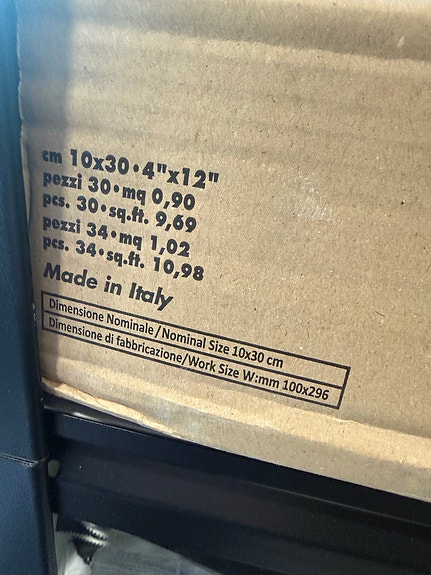 cm 10x30•4"x12"
pezzi 30•mq 0,90
pcs. 30•sq.ft. 9,69
pezzi 34•mq 1,02
pcs. 34•sq.ft. 10,98
Made in Italy
Dimensione Nominale/Nominal Size 10x30 cm
Dimensione di fabbricazione/Work Size W:mm 100x296